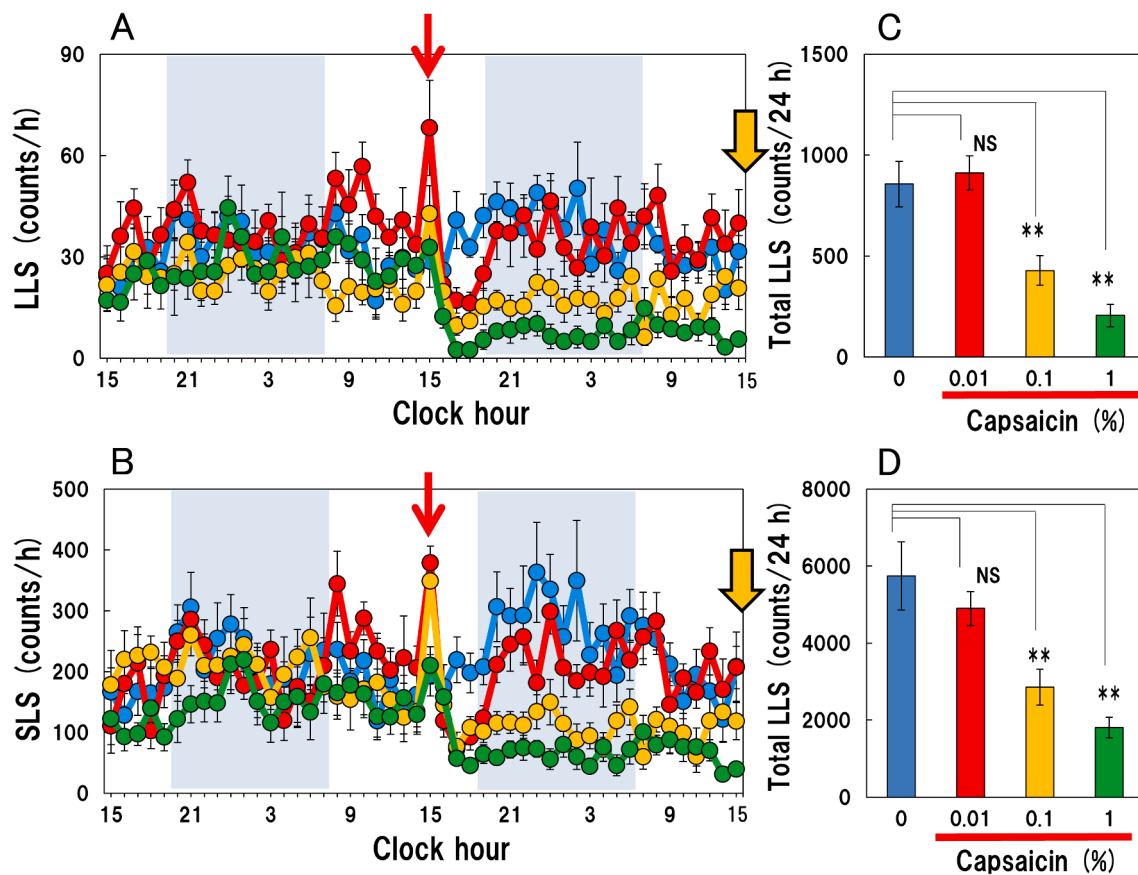 A
LLS (counts/h)
90
60
30
0
15 21 3 9 15 21 3 9 15
Clock hour
C
Total LLS (counts/24 h)
1500
1000
500
0
NS
**
**
0 0.01 0.1 1
Capsaicin (%)
B
SLS (counts/h)
500
400
300
200
100
0
15 21 3 9 15 21 3 9 15
Clock hour
D
Total LLS (counts/24 h)
8000
6000
4000
2000
0
NS
**
**
0 0.01 0.1 1
Capsaicin (%)